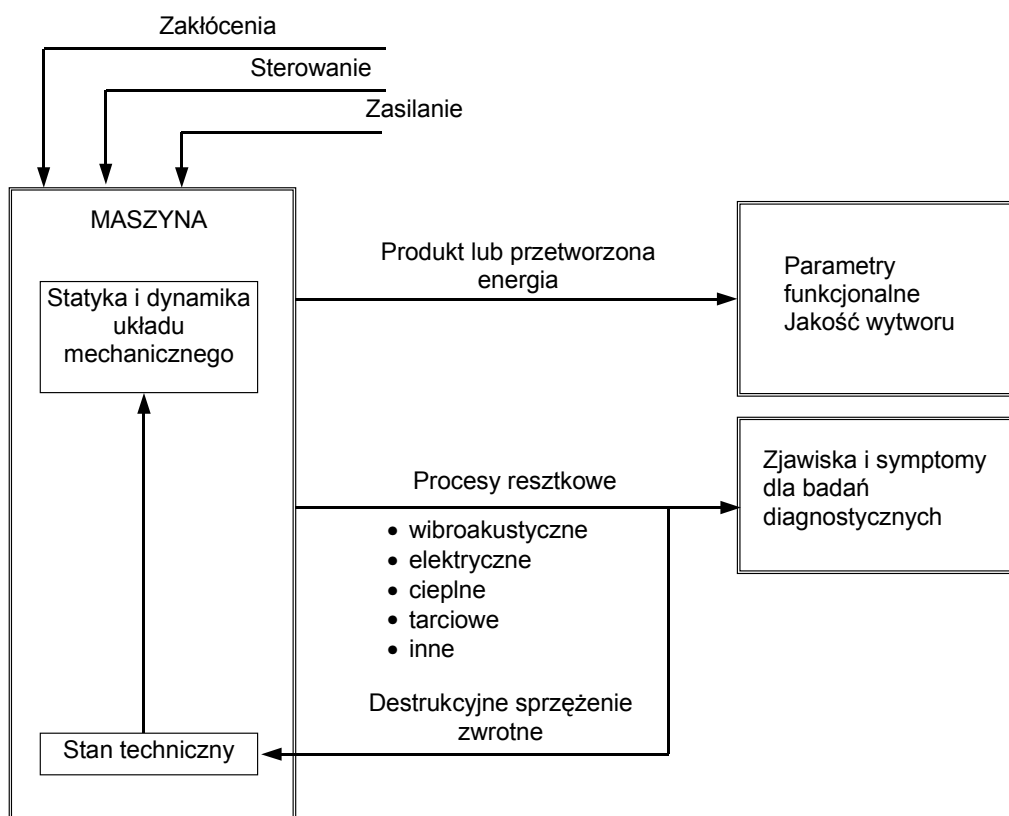 Zakłócenia
Sterowanie
Zasilanie
MASZYNA
Statyka i dynamika
układu
mechanicznego
Produkt lub przetworzona
energia
Parametry
funkcjonalne
Jakość wytworu
Procesy resztkowe
• wibroakustyczne
• elektryczne
• cieplne
• tarciowe
• inne
Zjawiska i symptomy
dla badań
diagnostycznych
Destrukcyjne sprzężenie
zwrotne
Stan techniczny